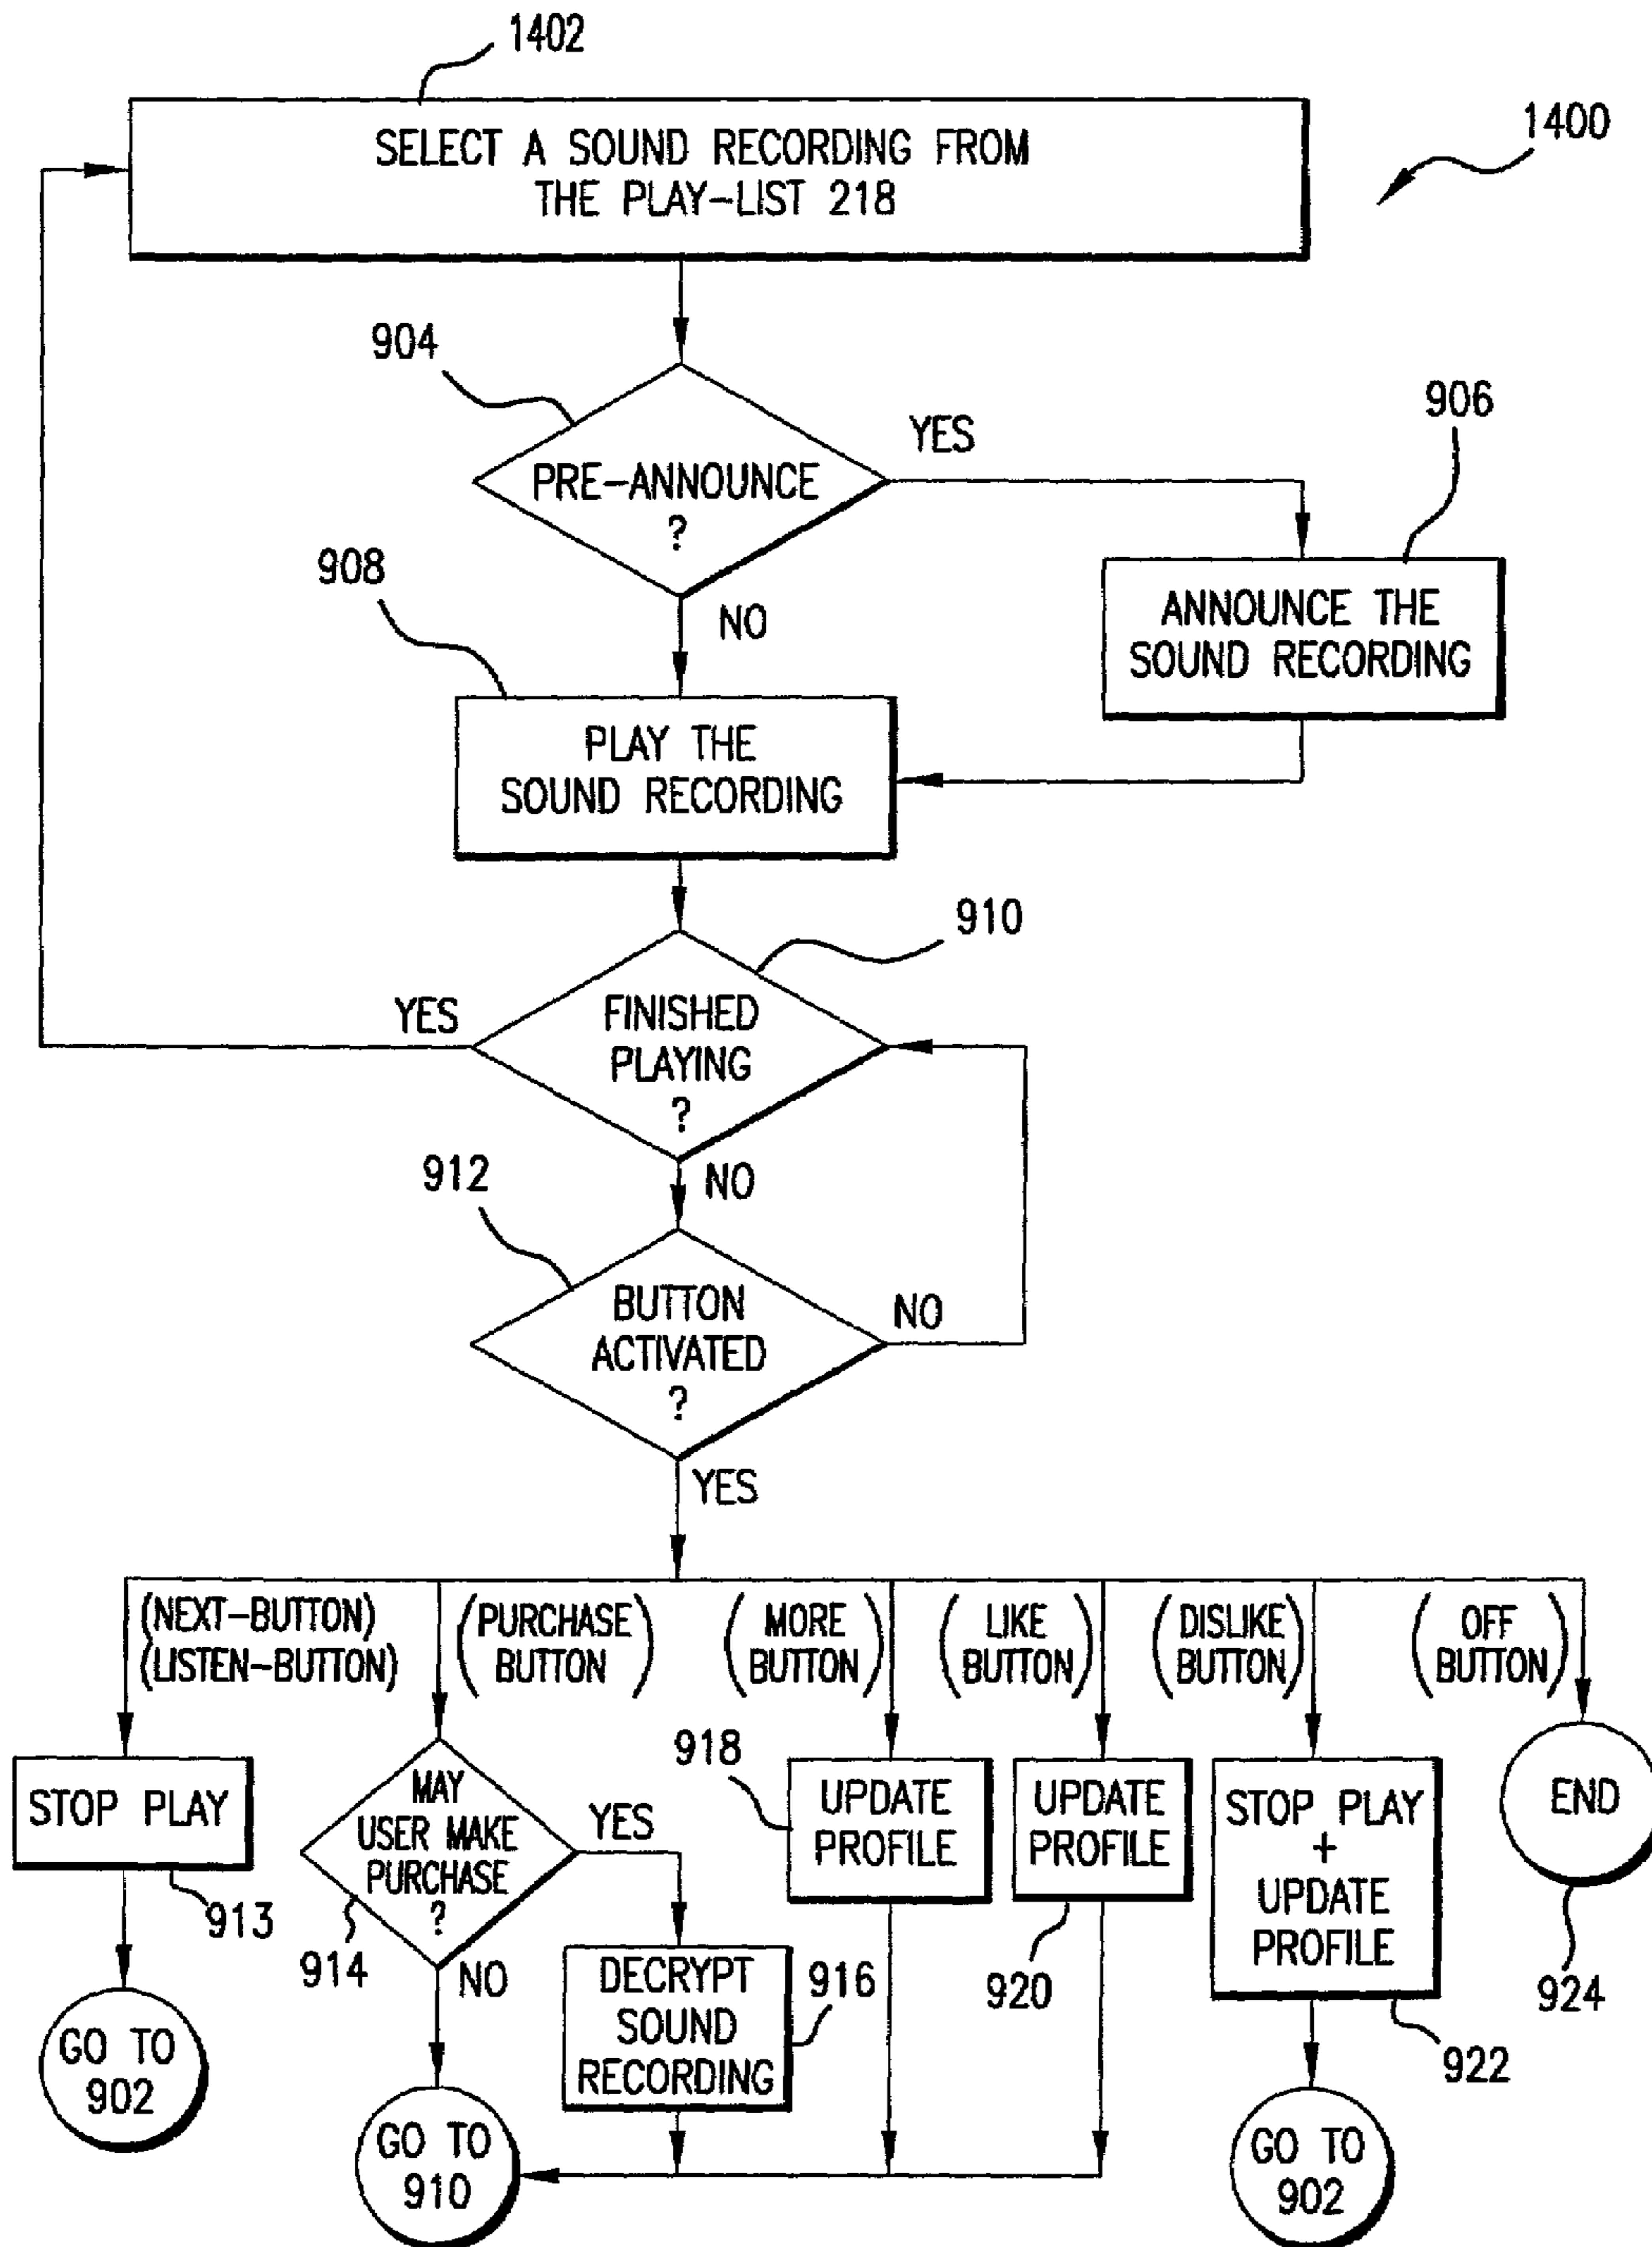 1402
1400
SELECT A SOUND RECORDING FROM
THE PLAY-LIST 218
904
PRE-ANNOUNCE
?
YES
906
NO
ANNOUNCE THE
SOUND RECORDING
908
PLAY THE
SOUND RECORDING
910
YES
FINISHED
PLAYING
?
NO
912
BUTTON
ACTIVATED
?
NO
YES
(NEXT-BUTTON)
(LISTEN-BUTTON)
(PURCHASE
BUTTON)
(MORE
BUTTON)
(LIKE
BUTTON)
(DISLIKE
BUTTON)
(OFF
BUTTON)
STOP PLAY
913
GO TO
902
MAY
USER MAKE
PURCHASE
?
914
YES
NO
DECRYPT
SOUND
RECORDING
916
GO TO
910
918
UPDATE
PROFILE
UPDATE
PROFILE
920
STOP PLAY
+
UPDATE
PROFILE
922
GO TO
902
END
924